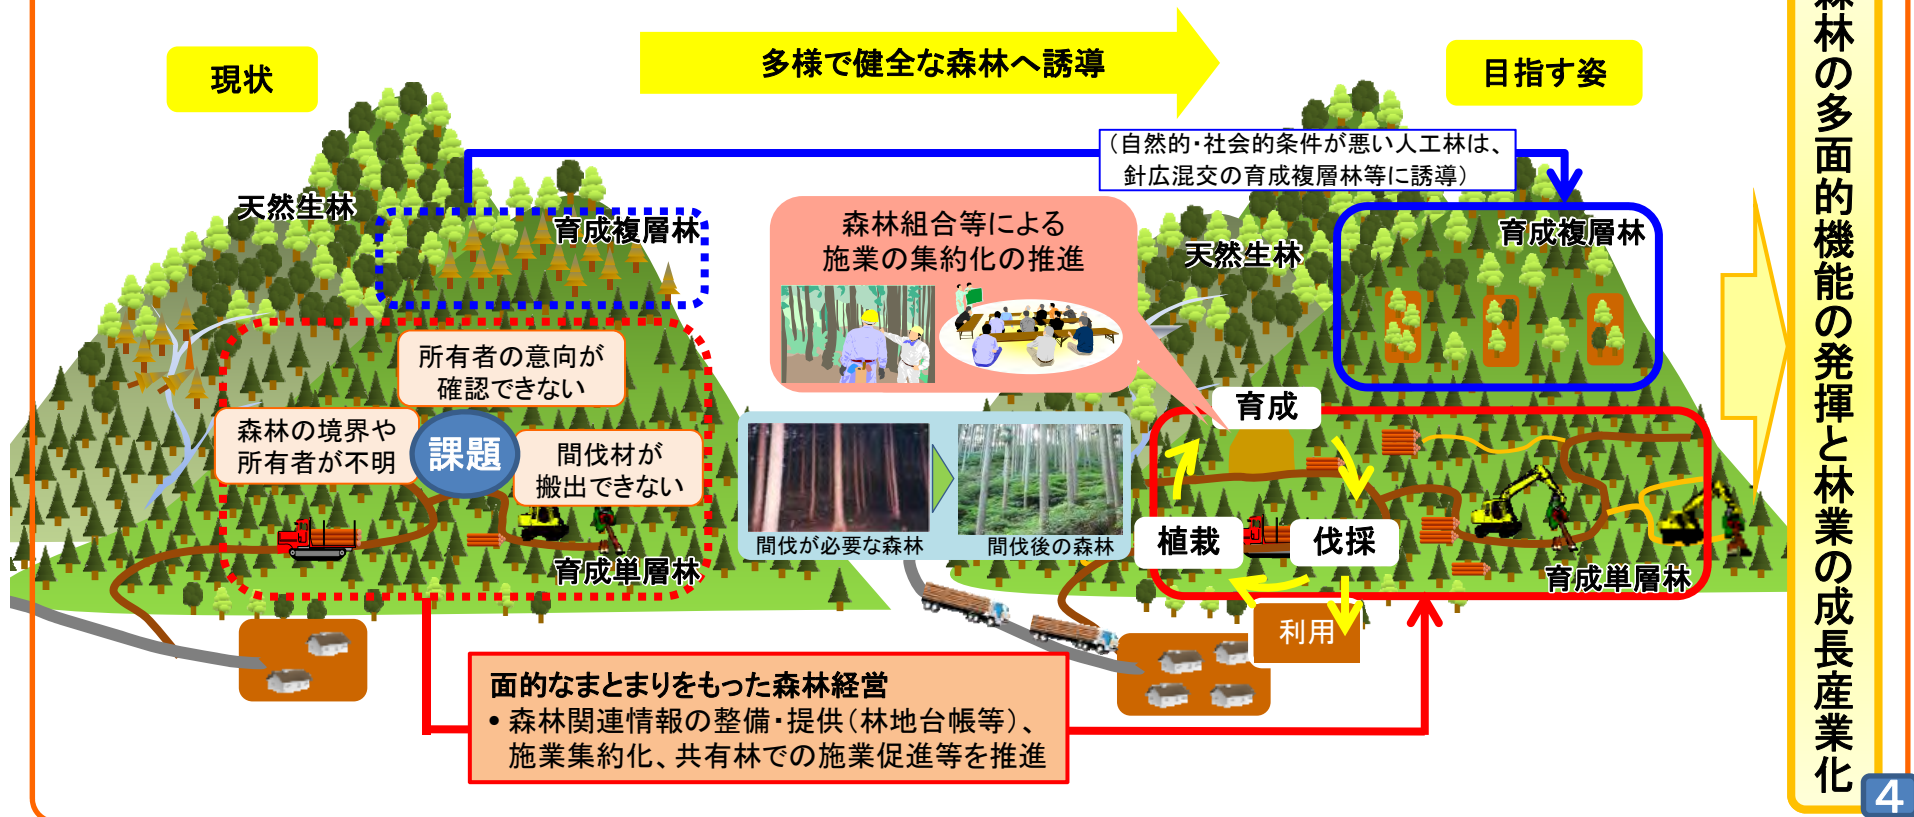 現状
多様で健全な森林へ誘導
目指す姿
(自然的・社会的条件が悪い人工林は、
針広混交の育成複層林等に誘導)
天然生林
育成複層林
森林組合等による
施業の集約化の推進
天然生林
育成複層林
所有者の意向が
確認できない
森林の境界や
所有者が不明
課題
間伐材が
搬出できない
育成単層林
間伐が必要な森林
間伐後の森林
育成
植栽
伐採
利用
育成単層林
面的なまとまりをもった森林経営
• 森林関連情報の整備・提供(林地台帳等)、
施業集約化、共有林での施業促進等を推進
林の多面的機能の発揮と林業の成長産業化
4